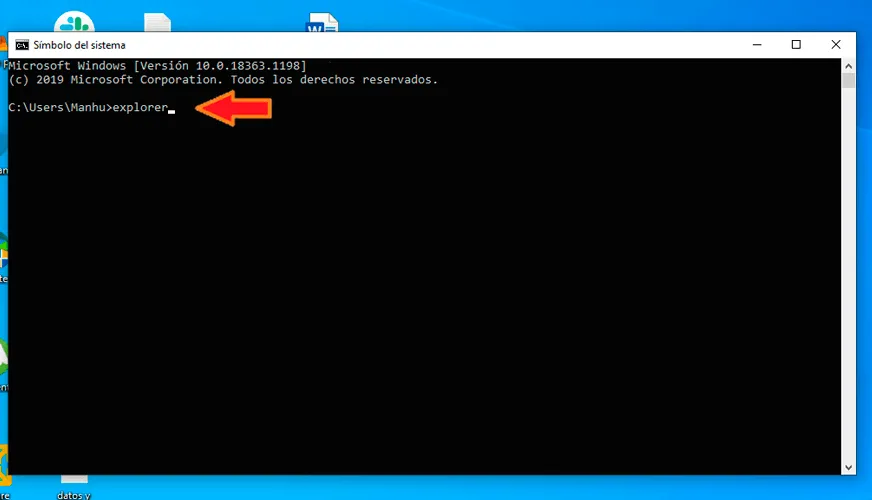 Símbolo del sistema
Microsoft Windows [Versión 10.0.18363.1198]
(c) 2019 Microsoft Corporation. Todos los derechos reservados.
C:\Users\Manhu>explorer
datos y